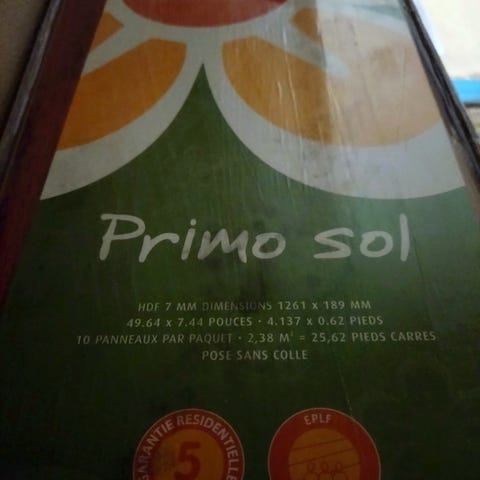 Primo sol
HDF 7 MM DIMENSIONS 1261 x 189 MM
49.64 x 7.44 POUCES · 4.137 x 0.62 PIEDS
10 PANNEAUX PAR PAQUET · 2,38 M² = 25,62 PIEDS CARRES
POSE SANS COLLE
GARANTIE RESIDENTIELLE
5
EPLF